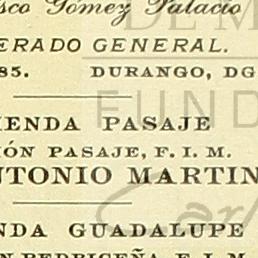 sco Gómez Palacio
ERADO GENERAL.
85. DURANGO, DG
ENDA PASAJE
ÓN PASAJE, F. I. M.
NTONIO MARTIN
NDA GUADALUPE